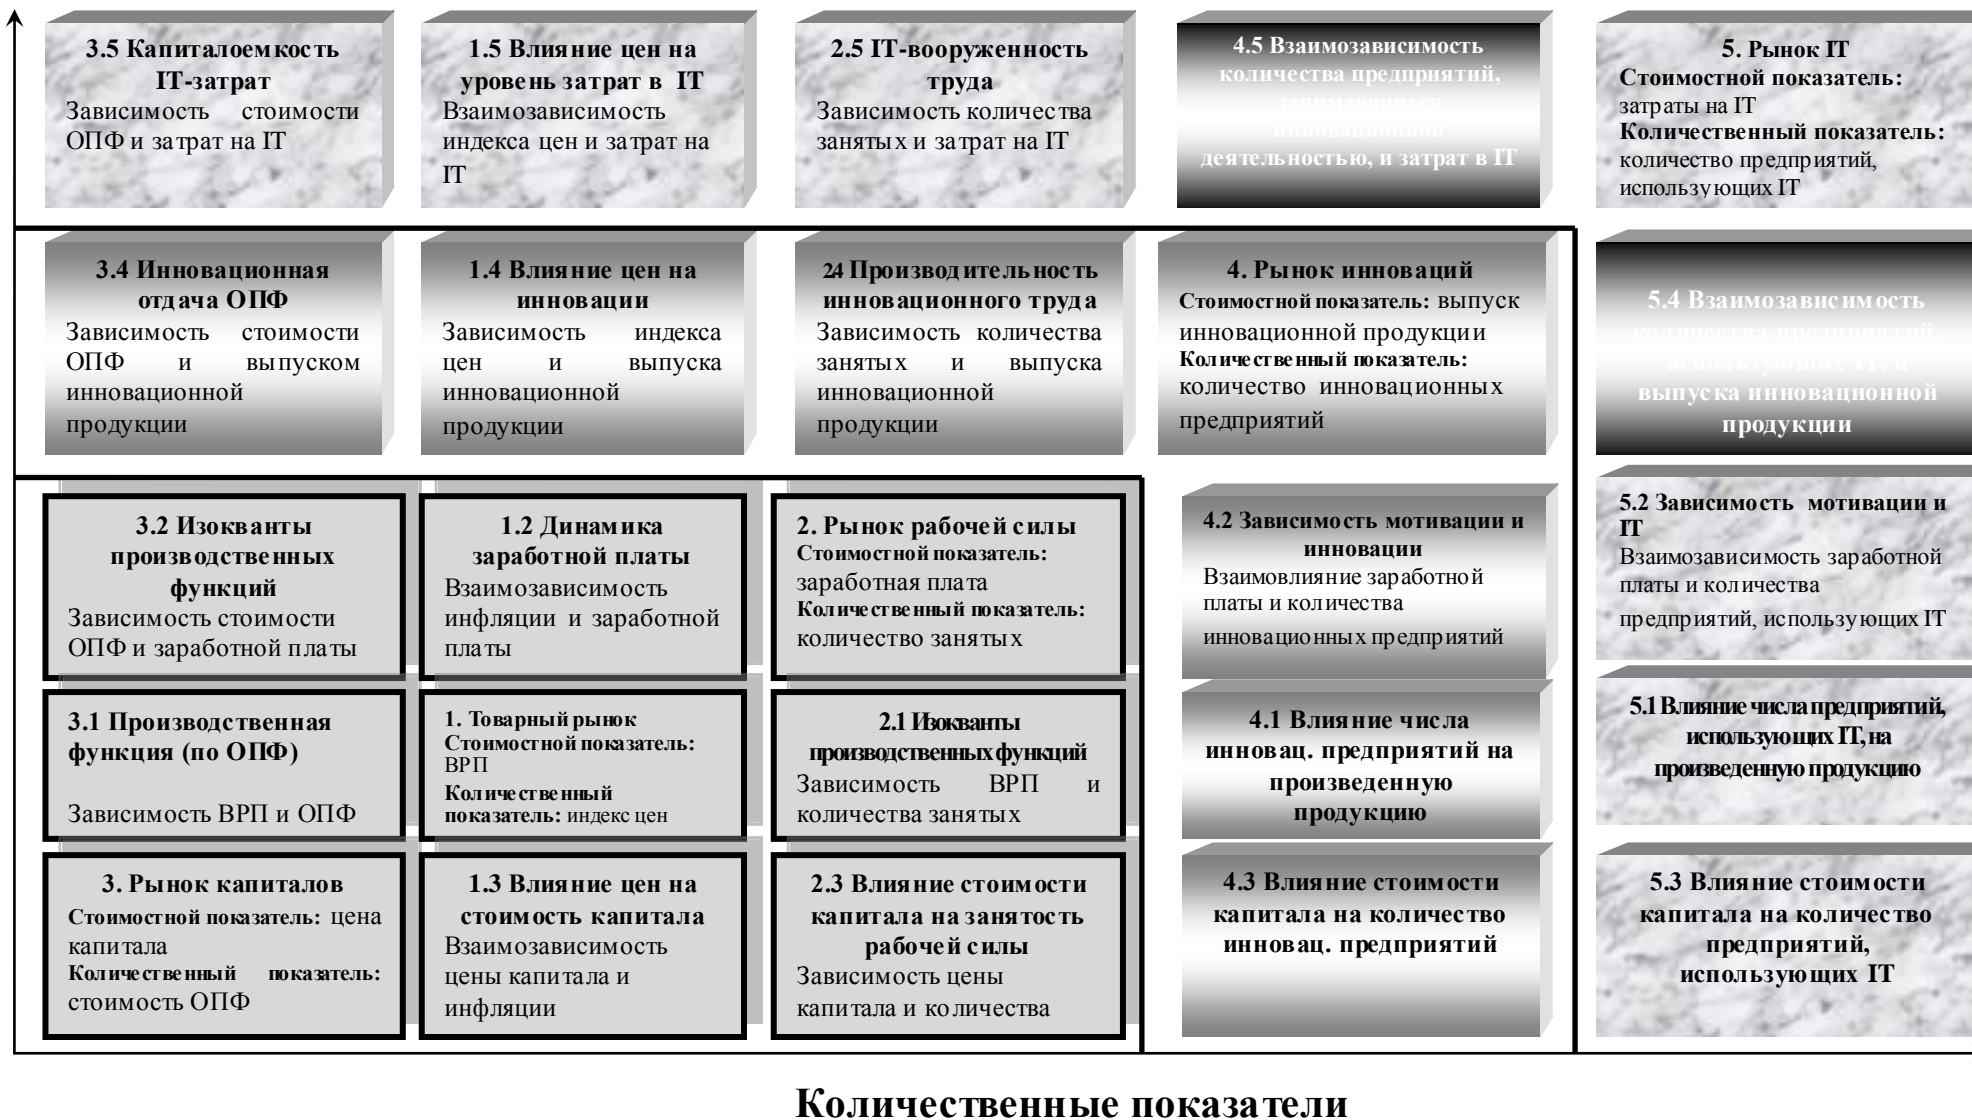 3.5 Капиталоемкость
IT-затрат
Зависимость стоимости
ОПФ и затрат на IT
1.5 Влияние цен на
уровень затрат в IT
Взаимозависимость
индекса цен и затрат на
IT
2.5 IT-вооруженность
труда
Зависимость количества
занятых и затрат на IT
4.5 Взаимозависимость
количества предприятий,
занимающихся
инновационной
деятельностью, и затрат в IT
5. Рынок IT
Стоимостной показатель:
затраты на IT
Количественный показатель:
количество предприятий,
использующих IT
3.4 Инновационная
отдача ОПФ
Зависимость стоимости
ОПФ и выпуском
инновационной
продукции
1.4 Влияние цен на
инновации
Зависимость индекса
цен и выпуска
инновационной
продукции
2.4 Производительность
инновационного труда
Зависимость количества
занятых и выпуска
инновационной
продукции
4. Рынок инноваций
Стоимостной показатель: выпуск
инновационной продукции
Количественный показатель:
количество инновационных
предприятий
5.4 Взаимозависимость
количества предприятий,
использующих IT, и
выпуска инновационной
продукции
3.2 Изокванты
производственных
функций
Зависимость стоимости
ОПФ и заработной платы
1.2 Динамика
заработной платы
Взаимозависимость
инфляции и заработной
платы
2. Рынок рабочей силы
Стоимостной показатель:
заработная плата
Количественный показатель:
количество занятых
4.2 Зависимость мотивации и
инновации
Взаимовлияние заработной
платы и количества
инновационных предприятий
5.2 Зависимость мотивации и
IT
Взаимозависимость заработной
платы и количества
предприятий, использующих IT
3.1 Производственная
функция (по ОПФ)
Зависимость ВРП и ОПФ
1. Товарный рынок
Стоимостной показатель:
ВРП
Количественный
показатель: индекс цен
2.1 Изокванты
производственных функций
Зависимость ВРП и
количества занятых
4.1 Влияние числа
инновац. предприятий на
произведенную
продукцию
5.1 Влияние числа предприятий,
использующих IT, на
произведенную продукцию
3. Рынок капиталов
Стоимостной показатель: цена
капитала
Количественный показатель:
стоимость ОПФ
1.3 Влияние цен на
стоимость капитала
Взаимозависимость
цены капитала и
инфляции
2.3 Влияние стоимости
капитала на занятость
рабочей силы
Зависимость цены
капитала и количества
4.3 Влияние стоимости
капитала на количество
инновац. предприятий
5.3 Влияние стоимости
капитала на количество
предприятий,
использующих IT
Количественные показатели